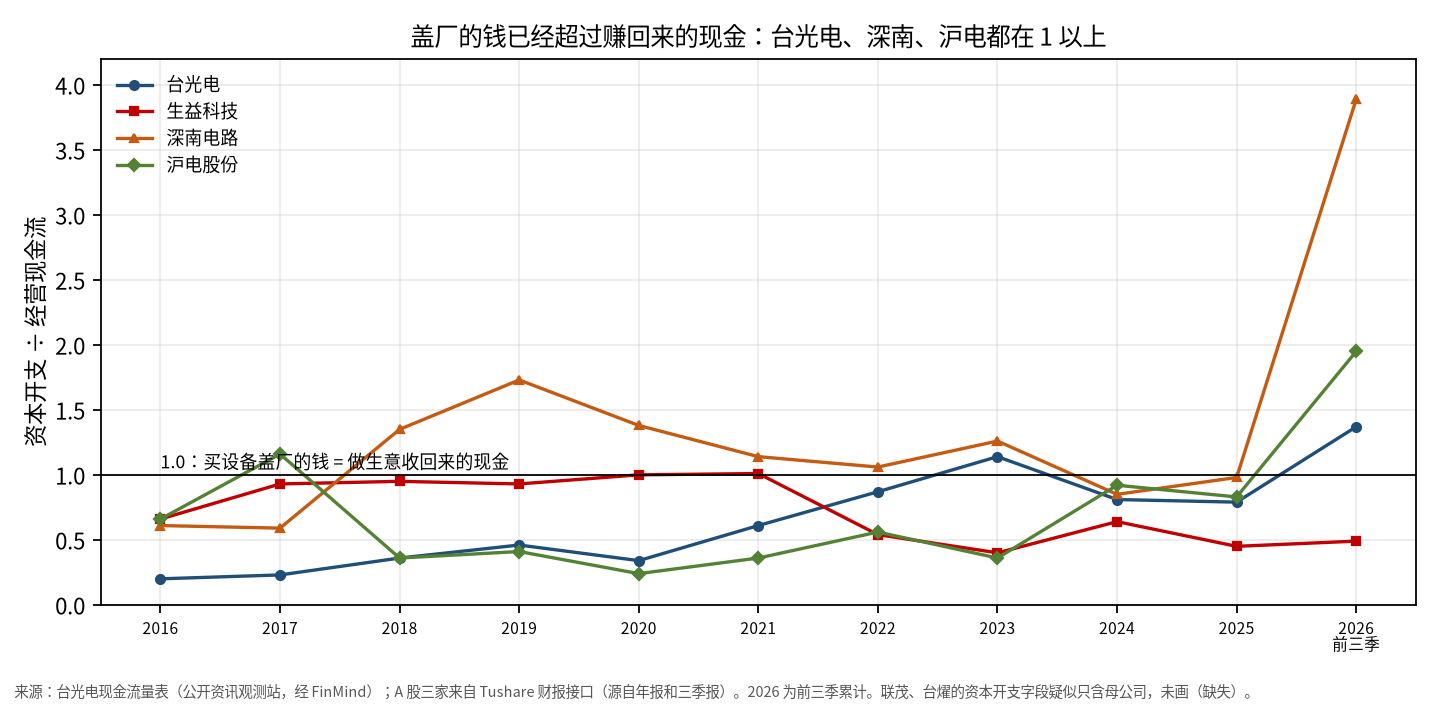 盖厂的钱已经超过赚回来的现金：台光电、深南、沪电都在 1 以上
台光电
生益科技
深南电路
沪电股份
资本开支 ÷ 经营现金流
4.0
3.5
3.0
2.5
2.0
1.5
1.0
0.5
0.0
1.0：买设备盖厂的钱 = 做生意收回来的现金
2016 2017 2018 2019 2020 2021 2022 2023 2024 2025 2026
前三季
来源：台光电现金流量表（公开资讯观测站，经 FinMind）；A 股三家来自 Tushare 财报接口（源自年报和三季报）。2026 为前三季累计。联茂、台燿的资本开支字段疑似只含母公司，未画（缺失）。